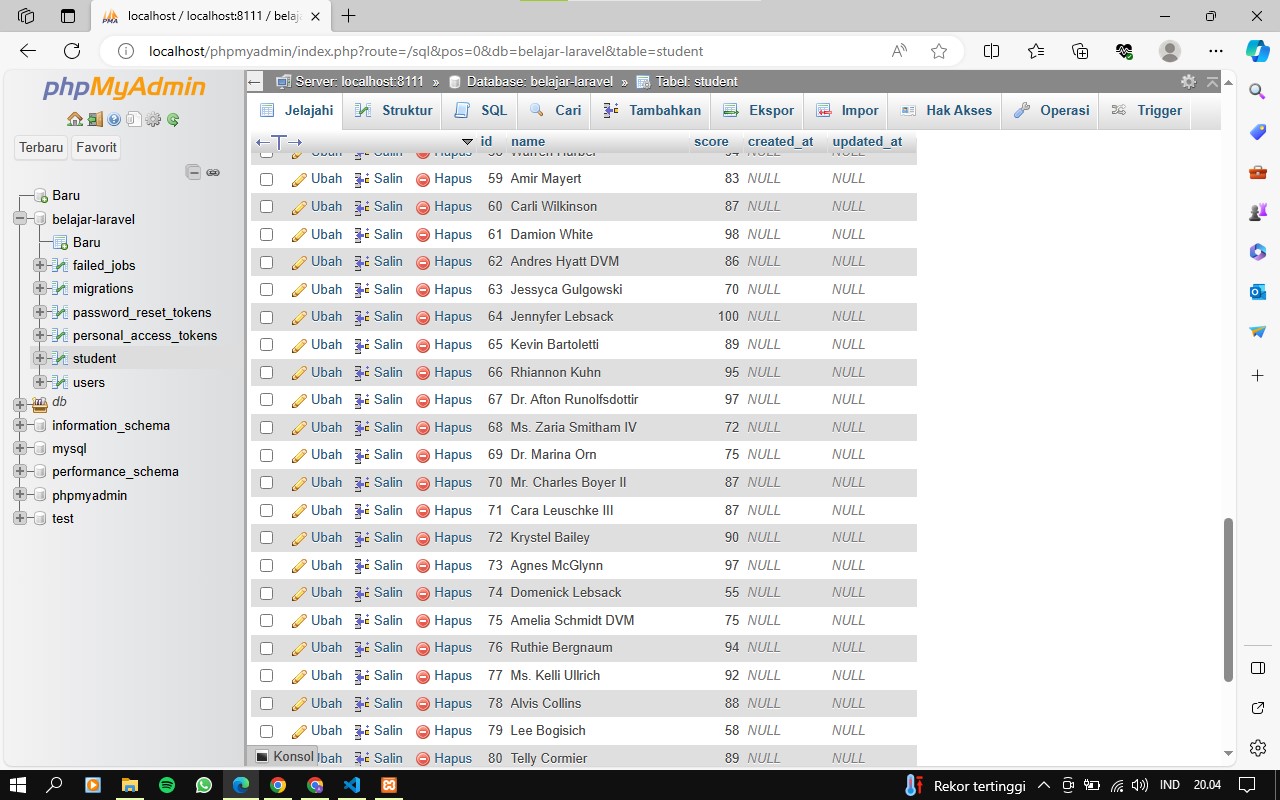 localhost / localhost:8111 / belaj
localhost/phpmyadmin/index.php?route=/sql&pos=0&db=belajar-laravel&table=student
phpMyAdmin
Terbaru Favorit
Baru
belajar-laravel
Baru
failed_jobs
migrations
password_reset_tokens
personal_access_tokens
student
users
db
information_schema
mysql
performance_schema
phpmyadmin
test
Server: localhost:8111 » Database: belajar-laravel » Tabel: student
Jelajahi Struktur SQL Cari Tambahkan Ekspor Impor Hak Akses Operasi Trigger
id name score created_at updated_at
Ubah Salin Hapus 58 Warren Harber 94 NULL NULL
Ubah Salin Hapus 59 Amir Mayert 83 NULL NULL
Ubah Salin Hapus 60 Carli Wilkinson 87 NULL NULL
Ubah Salin Hapus 61 Damion White 98 NULL NULL
Ubah Salin Hapus 62 Andres Hyatt DVM 86 NULL NULL
Ubah Salin Hapus 63 Jessyca Gulgowski 70 NULL NULL
Ubah Salin Hapus 64 Jennyfer Lebsack 100 NULL NULL
Ubah Salin Hapus 65 Kevin Bartoletti 89 NULL NULL
Ubah Salin Hapus 66 Rhiannon Kuhn 95 NULL NULL
Ubah Salin Hapus 67 Dr. Afton Runolfsdottir 97 NULL NULL
Ubah Salin Hapus 68 Ms. Zaria Smitham IV 72 NULL NULL
Ubah Salin Hapus 69 Dr. Marina Orn 75 NULL NULL
Ubah Salin Hapus 70 Mr. Charles Boyer II 87 NULL NULL
Ubah Salin Hapus 71 Cara Leuschke III 87 NULL NULL
Ubah Salin Hapus 72 Krystel Bailey 90 NULL NULL
Ubah Salin Hapus 73 Agnes McGlynn 97 NULL NULL
Ubah Salin Hapus 74 Domenick Lebsack 55 NULL NULL
Ubah Salin Hapus 75 Amelia Schmidt DVM 75 NULL NULL
Ubah Salin Hapus 76 Ruthie Bergnaum 94 NULL NULL
Ubah Salin Hapus 77 Ms. Kelli Ullrich 92 NULL NULL
Ubah Salin Hapus 78 Alvis Collins 88 NULL NULL
Ubah Salin Hapus 79 Lee Bogisich 58 NULL NULL
Konsol Ubah Salin Hapus 80 Telly Cormier 89 NULL NULL
Rekor tertinggi IND 20.04